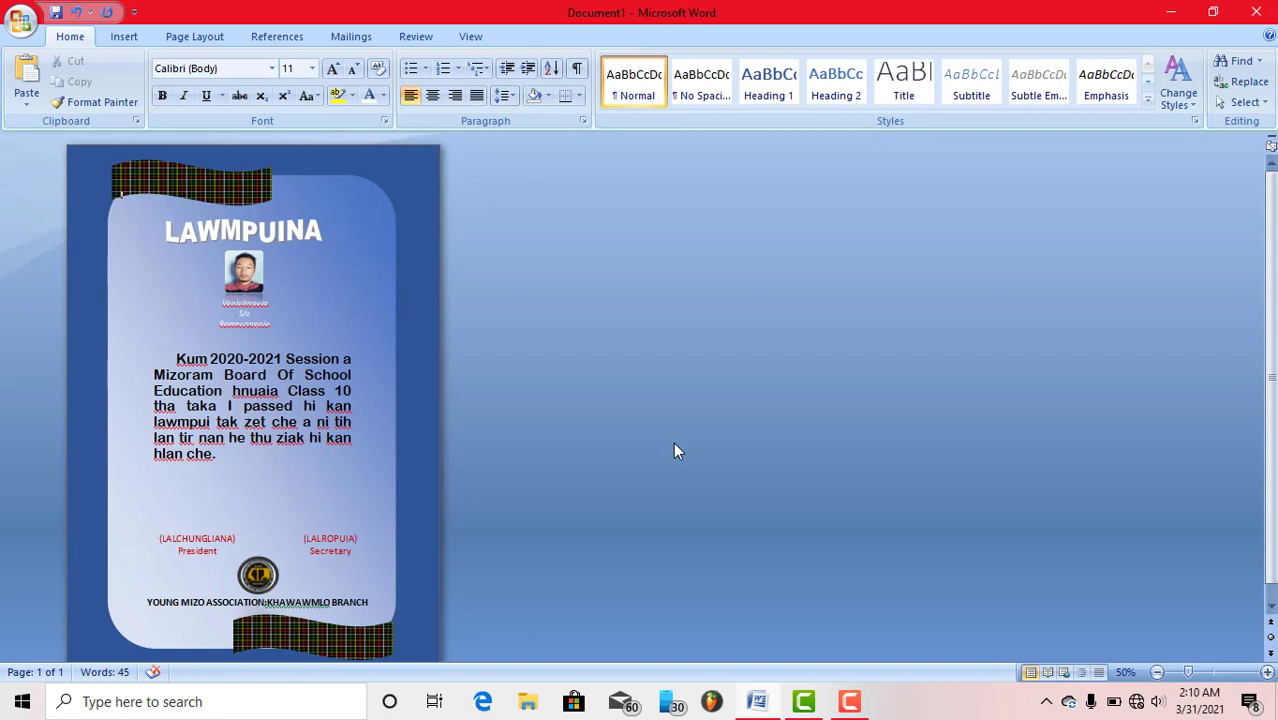 Document1 - Microsoft Word
Home Insert Page Layout References Mailings Review View
Paste
Cut
Copy
Format Painter
Clipboard
Calibri (Body) 11
Font
Paragraph
AaBbCcDc AaBbCcDc AaBbCc AaBbCc AaBl AaBbCcL AaBbCcDc AaBbCcDc
¶ Normal ¶ No Spaci... Heading 1 Heading 2 Title Subtitle Subtle Em... Emphasis
Change Styles
Styles
Find
Replace
Select
Editing
LAWMPUINA
S/o
Kum 2020-2021 Session a
Mizoram Board Of School
Education hnuaia Class 10
tha taka I passed hi kan
lawmpui tak zet che a ni tih
lan tir nan he thu ziak hi kan
hlan che.
(LALCHUNGLIANA) (LALROPUIA)
President Secretary
YOUNG MIZO ASSOCIATION:KHAWAWMLO BRANCH
Page: 1 of 1 Words: 45 50%
Type here to search
60
30
2:10 AM
3/31/2021
8